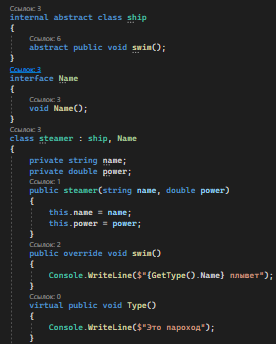 Ссылок: 3
internal abstract class ship
{
Ссылок: 6
abstract public void swim();
}
Ссылок: 3
interface Name
{
Ссылок: 3
void Name();
}
Ссылок: 3
class steamer : ship, Name
{
private string name;
private double power;
Ссылок: 1
public steamer(string name, double power)
{
this.name = name;
this.power = power;
}
Ссылок: 2
public override void swim()
{
Console.WriteLine($"{GetType().Name} плывет");
}
Ссылок: 0
virtual public void Type()
{
Console.WriteLine($"Это пароход");
}